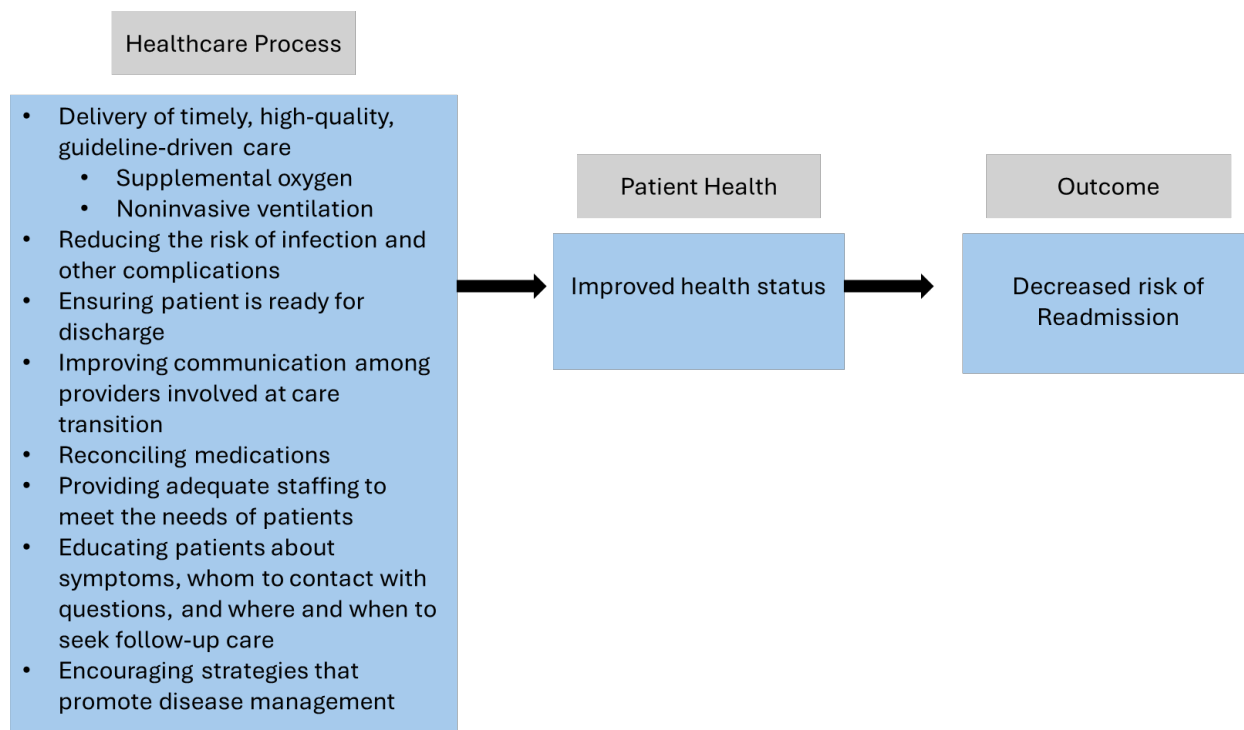 Healthcare Process
• Delivery of timely, high-quality,
guideline-driven care
• Supplemental oxygen
• Noninvasive ventilation
• Reducing the risk of infection and
other complications
• Ensuring patient is ready for
discharge
• Improving communication among
providers involved at care
transition
• Reconciling medications
• Providing adequate staffing to
meet the needs of patients
• Educating patients about
symptoms, whom to contact with
questions, and where and when to
seek follow-up care
• Encouraging strategies that
promote disease management
Patient Health
Improved health status
Outcome
Decreased risk of
Readmission